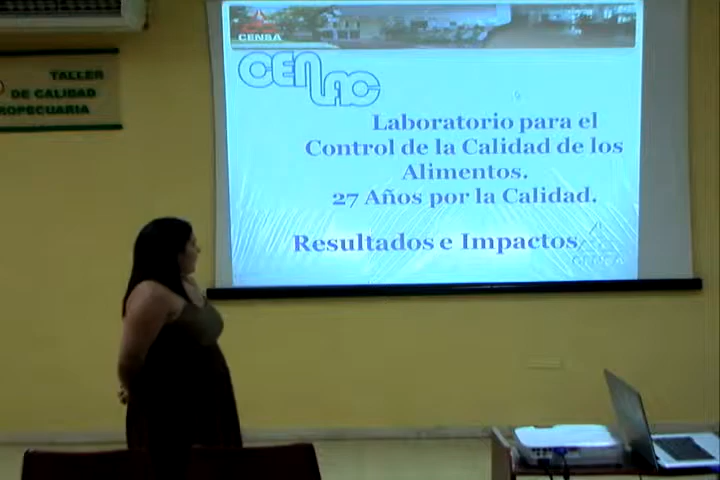 TALLER
DE CALIDAD
ROPECUARIA
CENSA
CENLAC
Laboratorio para el
Control de la Calidad de los
Alimentos.
27 Años por la Calidad.
Resultados e Impactos
CENSA